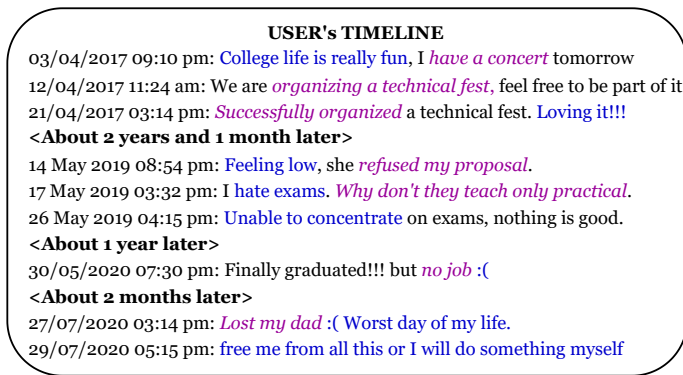 USER's TIMELINE
03/04/2017 09:10 pm: College life is really fun, I have a concert tomorrow
12/04/2017 11:24 am: We are organizing a technical fest, feel free to be part of it
21/04/2017 03:14 pm: Successfully organized a technical fest. Loving it!!!
<About 2 years and 1 month later>
14 May 2019 08:54 pm: Feeling low, she refused my proposal.
17 May 2019 03:32 pm: I hate exams. Why don't they teach only practical.
26 May 2019 04:15 pm: Unable to concentrate on exams, nothing is good.
<About 1 year later>
30/05/2020 07:30 pm: Finally graduated!!! but no job :(
<About 2 months later>
27/07/2020 03:14 pm: Lost my dad :( Worst day of my life.
29/07/2020 05:15 pm: free me from all this or I will do something myself